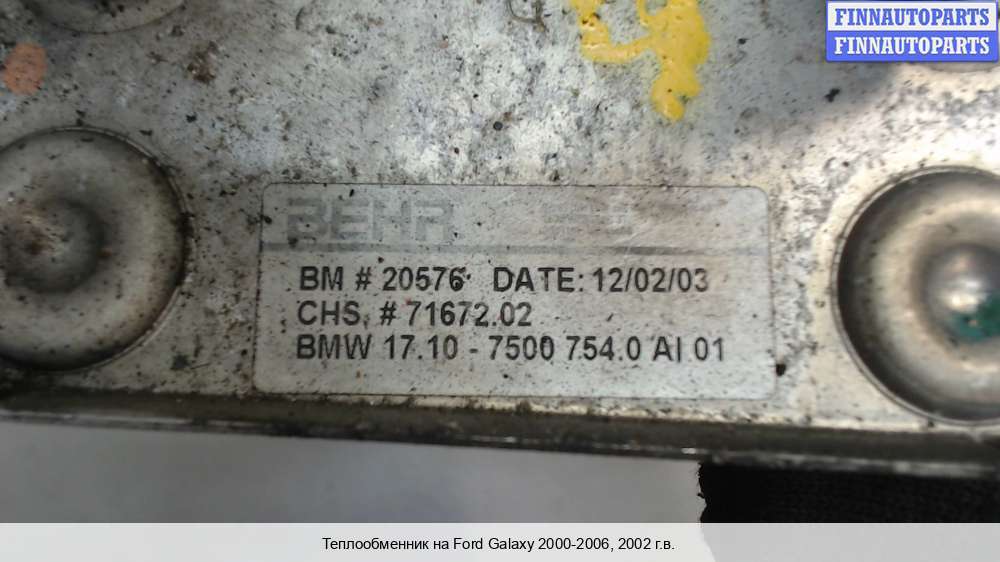 FINNAUTOPARTS
FINNAUTOPARTS
BEHR
BM # 20576 DATE: 12/02/03
CHS. # 71672.02
BMW 17.10 - 7500 754.0 AI 01
Теплообменник на Ford Galaxy 2000-2006, 2002 г.в.